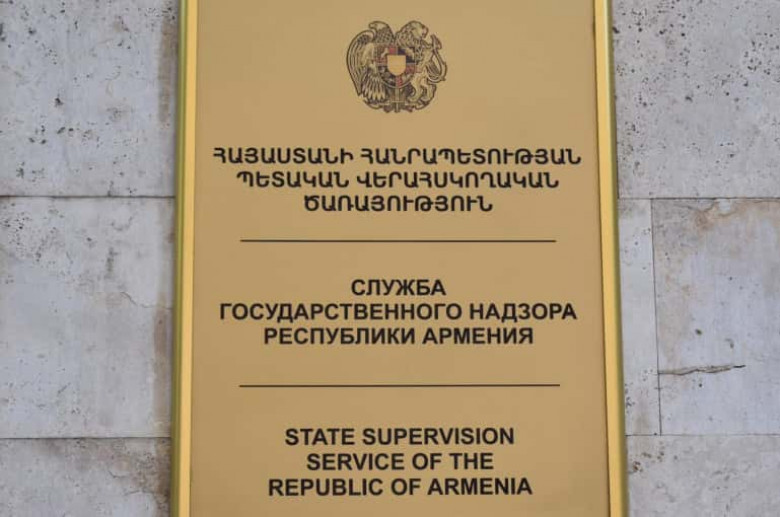 ՀԱՅԱՍՏԱՆԻ ՀԱՆՐԱՊԵՏՈՒԹՅԱՆ
ՊԵՏԱԿԱՆ ՎԵՐԱՀՍԿՈՂԱԿԱՆ
ԾԱՌԱՅՈՒԹՅՈՒՆ
СЛУЖБА
ГОСУДАРСТВЕННОГО НАДЗОРА
РЕСПУБЛИКИ АРМЕНИЯ
STATE SUPERVISION
SERVICE OF THE
REPUBLIC OF ARMENIA